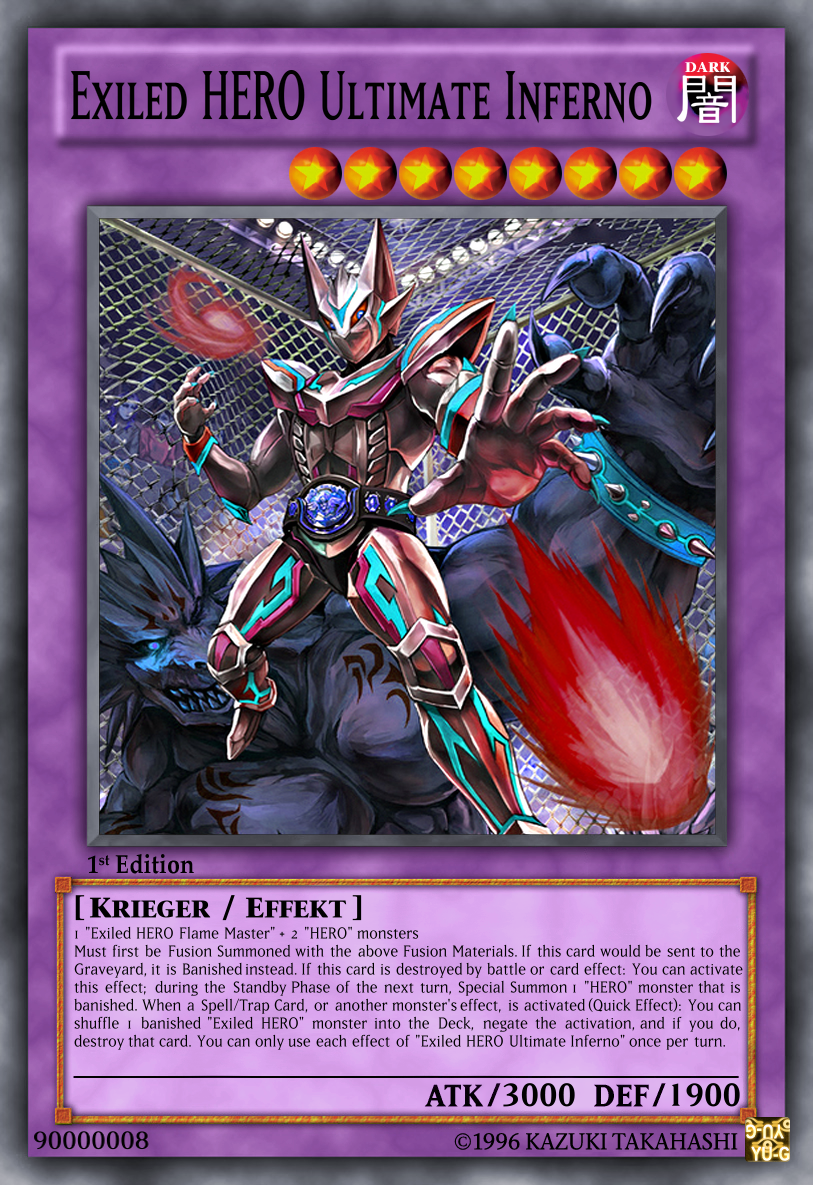 Exiled HERO Ultimate Inferno
DARK
闇
1st Edition
[ Krieger / Effekt ]
1 "Exiled HERO Flame Master" + 2 "HERO" monsters
Must first be Fusion Summoned with the above Fusion Materials. If this card would be sent to the
Graveyard, it is Banished instead. If this card is destroyed by battle or card effect: You can activate
this effect; during the Standby Phase of the next turn, Special Summon 1 "HERO" monster that is
banished. When a Spell/Trap Card, or another monster's effect, is activated (Quick Effect): You can
shuffle 1 banished "Exiled HERO" monster into the Deck, negate the activation, and if you do,
destroy that card. You can only use each effect of "Exiled HERO Ultimate Inferno" once per turn.
ATK/3000 DEF/1900
90000008
©1996 KAZUKI TAKAHASHI